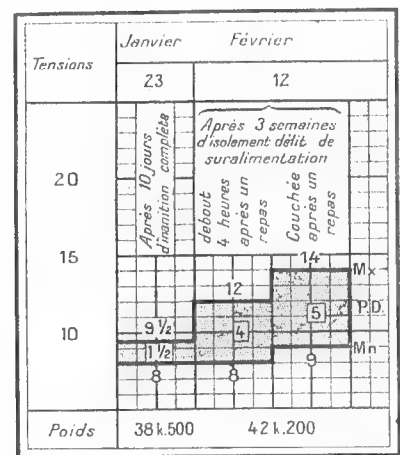 Tensions
Janvier
Février
23
12
Après 10 jours
d'inanition complète
Après 3 semaines
d'isolement délit de
suralimentation
debout
4 heures
après un
repas
Couchée
après un
repas
20
15
10
14
Mx
12
P.D.
9 1/2
4
5
Mn
1 1/2
8
8
9
Poids
38 k.500
42 k.200